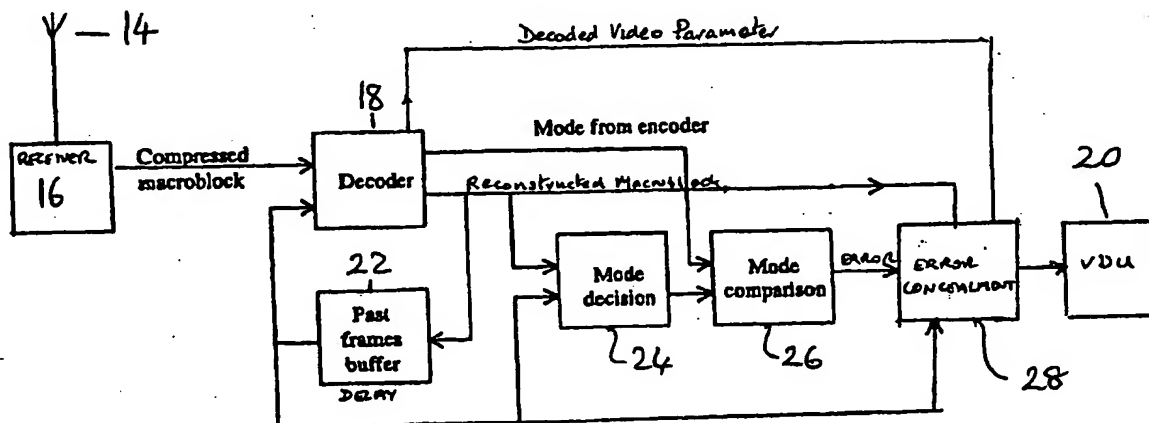 14
Decoded Video Parameter
18
RECEIVER
16
Compressed
macroblock
Decoder
Mode from encoder
Reconstructed Macroblock
20
VDU
22
Past
frames
buffer
DELAY
Mode
decision
24
Mode
comparison
26
ERROR
ERROR
CONCEALMENT
28